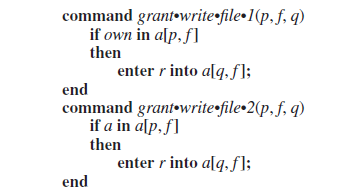 command grant•write•file•1(p, f, q)
if own in a[p, f]
then
enter r into a[q, f];
end
command grant•write•file•2(p, f, q)
if a in a[p, f]
then
enter r into a[q, f];
end